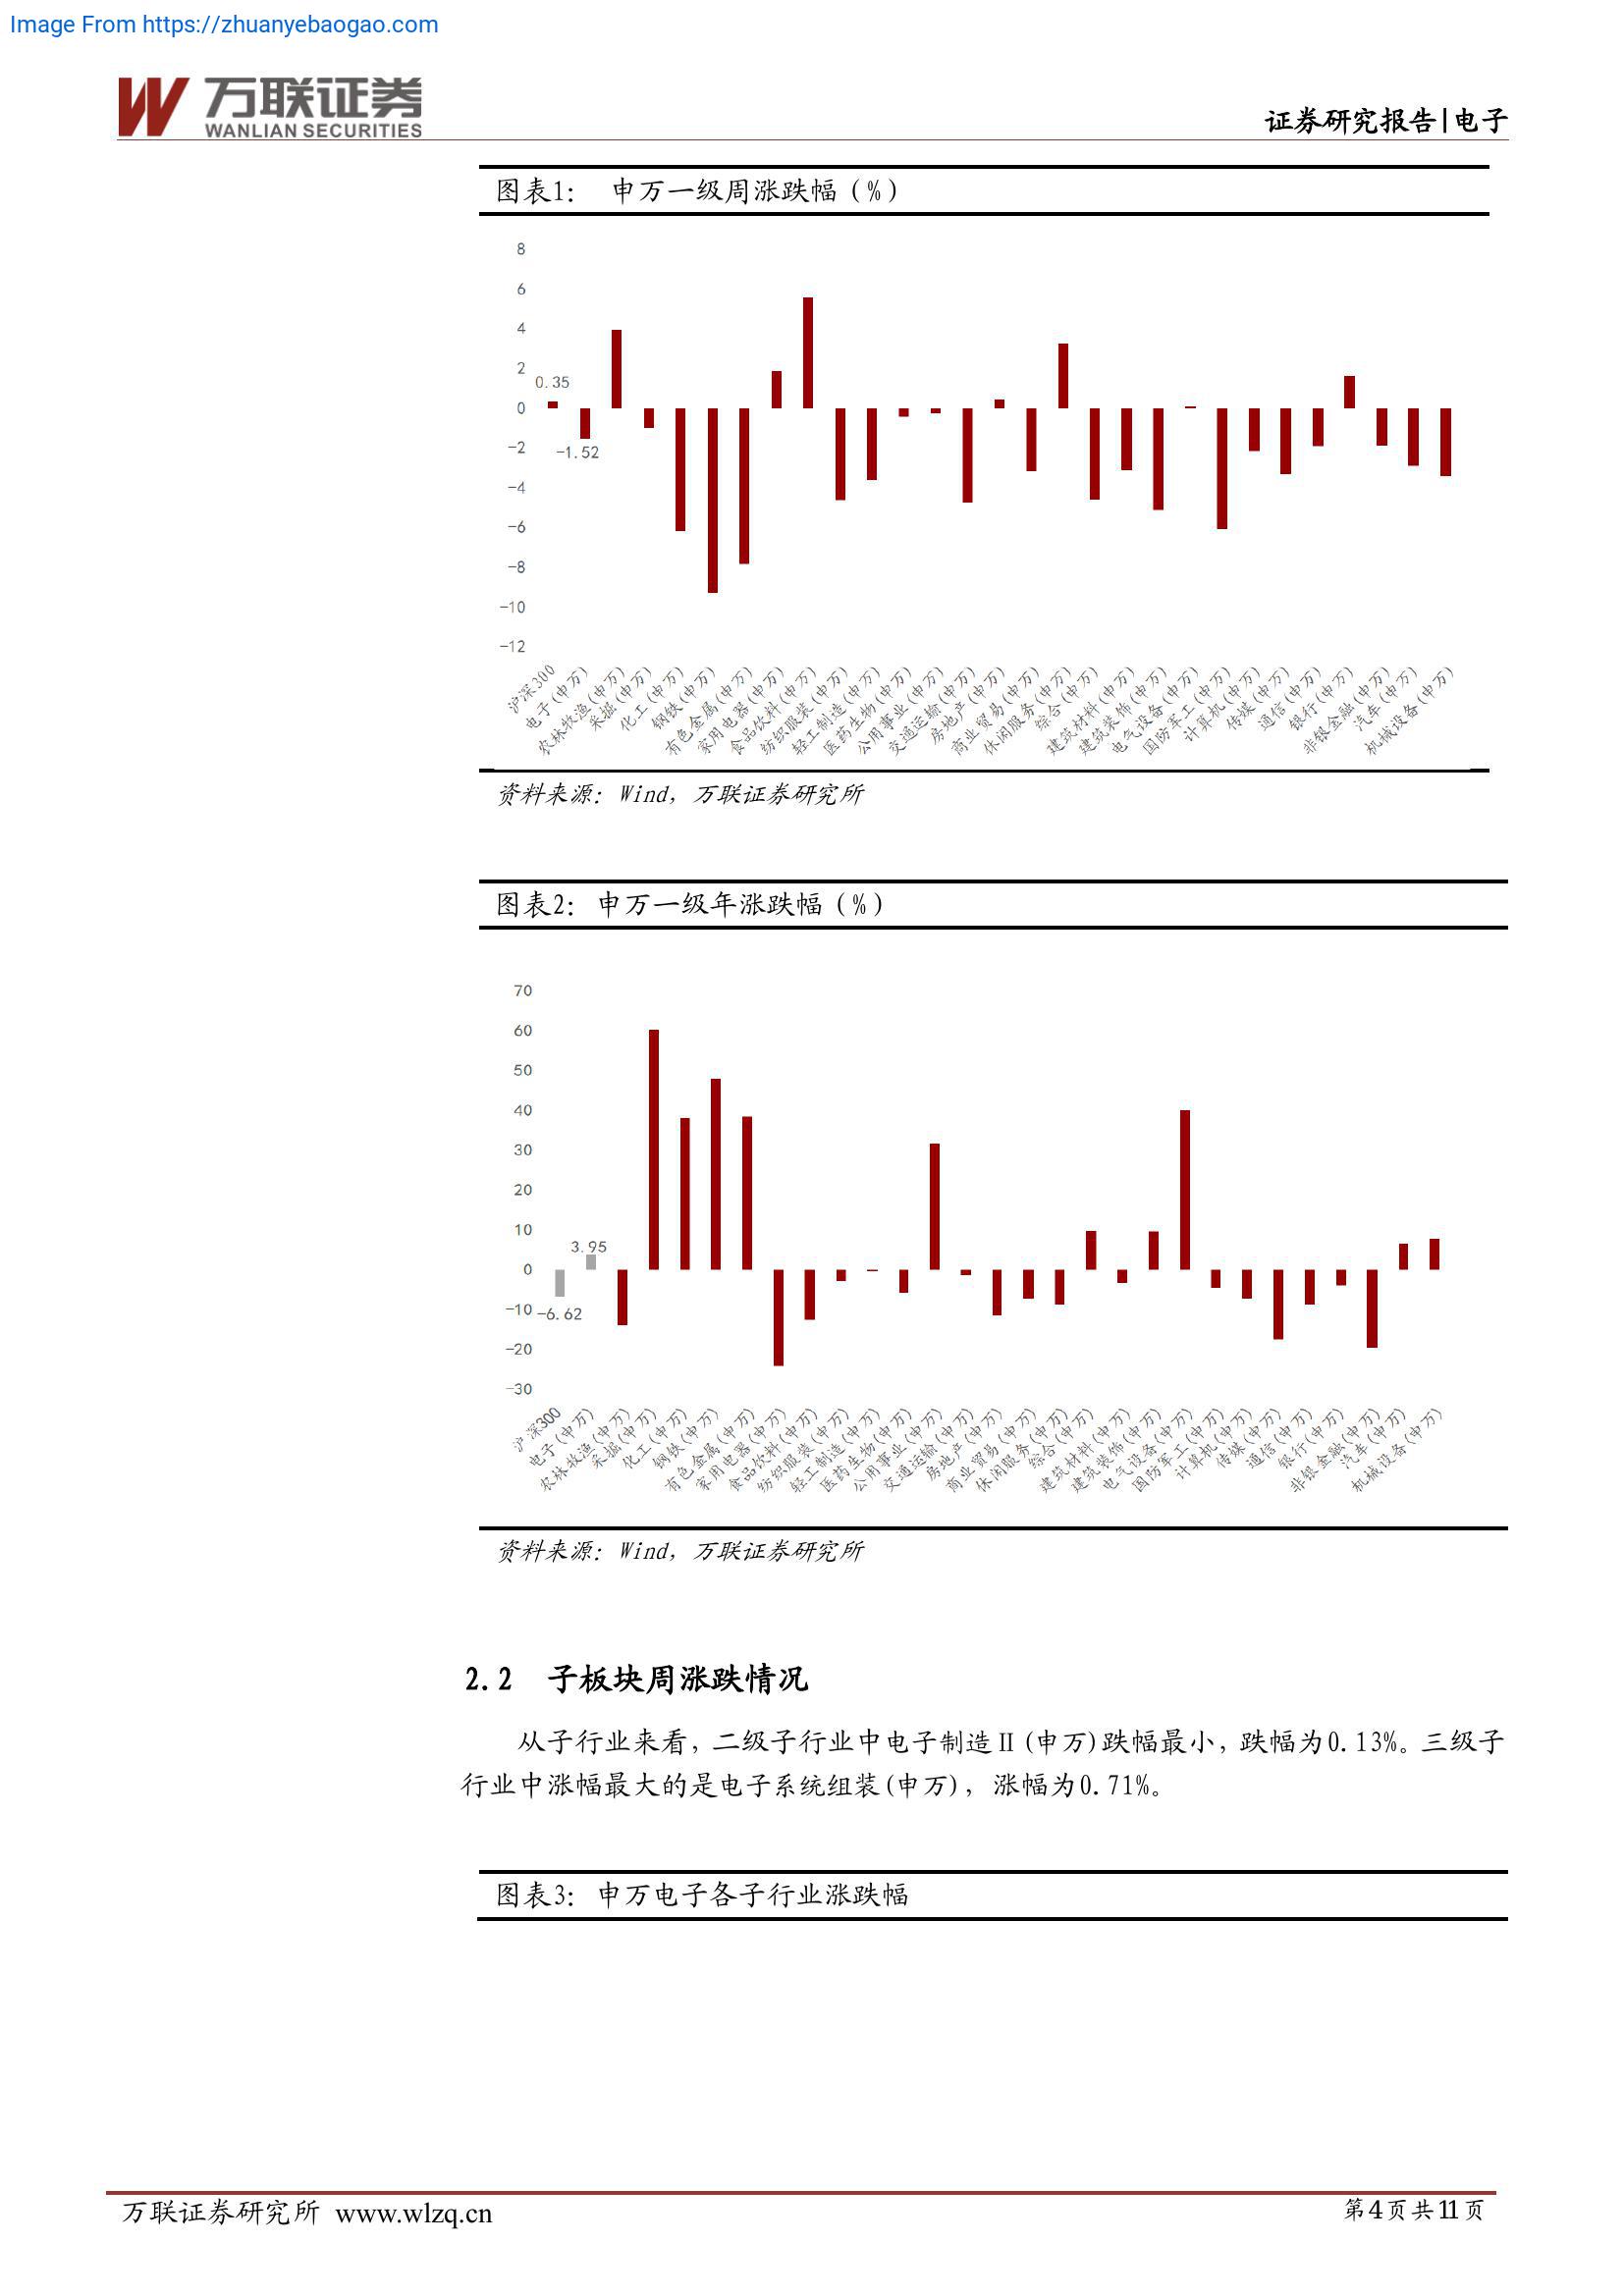 Image From https://zhuanyebaogao.com
万联证券
WANLIAN SECURITIES
证券研究报告|电子
图表1： 申万一级周涨跌幅（%）
8
6
4
2
0.35
0
-1.52
-2
-4
-6
-8
-10
-12
沪深300
电子(申万)
农林牧渔(申万)
采掘(申万)
化工(申万)
钢铁(申万)
有色金属(申万)
家用电器(申万)
食品饮料(申万)
纺织服装(申万)
轻工制造(申万)
医药生物(申万)
公用事业(申万)
交通运输(申万)
房地产(申万)
商业贸易(申万)
休闲服务(申万)
综合(申万)
建筑材料(申万)
建筑装饰(申万)
电气设备(申万)
国防军工(申万)
计算机(申万)
传媒(申万)
通信(申万)
银行(申万)
非银金融(申万)
汽车(申万)
机械设备(申万)
资料来源：Wind，万联证券研究所
图表2：申万一级年涨跌幅（%）
70
60
50
40
30
20
10
3.95
0
-10
-6.62
-20
-30
沪深300
电子(申万)
农林牧渔(申万)
采掘(申万)
化工(申万)
钢铁(申万)
有色金属(申万)
家用电器(申万)
食品饮料(申万)
纺织服装(申万)
轻工制造(申万)
医药生物(申万)
公用事业(申万)
交通运输(申万)
房地产(申万)
商业贸易(申万)
休闲服务(申万)
综合(申万)
建筑材料(申万)
建筑装饰(申万)
电气设备(申万)
国防军工(申万)
计算机(申万)
传媒(申万)
通信(申万)
银行(申万)
非银金融(申万)
汽车(申万)
机械设备(申万)
资料来源：Wind，万联证券研究所
2.2 子板块周涨跌情况
从子行业来看，二级子行业中电子制造Ⅱ(申万)跌幅最小，跌幅为0.13%。三级子
行业中涨幅最大的是电子系统组装(申万)，涨幅为0.71%。
图表3：申万电子各子行业涨跌幅
万联证券研究所 www.wlzq.cn
第4页共11页